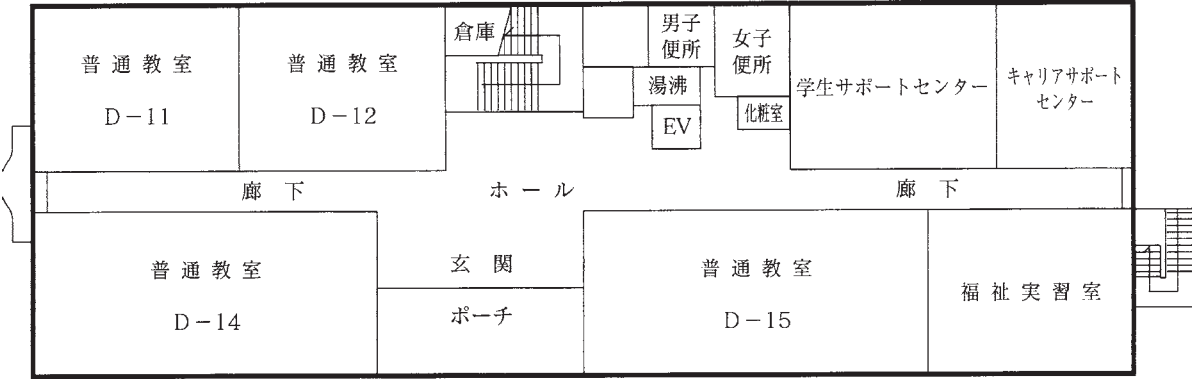 普通教室
D-11
普通教室
D-12
倉庫
男子
便所
女子
便所
湯沸
EV
化粧室
学生サポートセンター
キャリアサポート
センター
廊下
ホール
廊下
普通教室
D-14
玄関
ポーチ
普通教室
D-15
福祉実習室